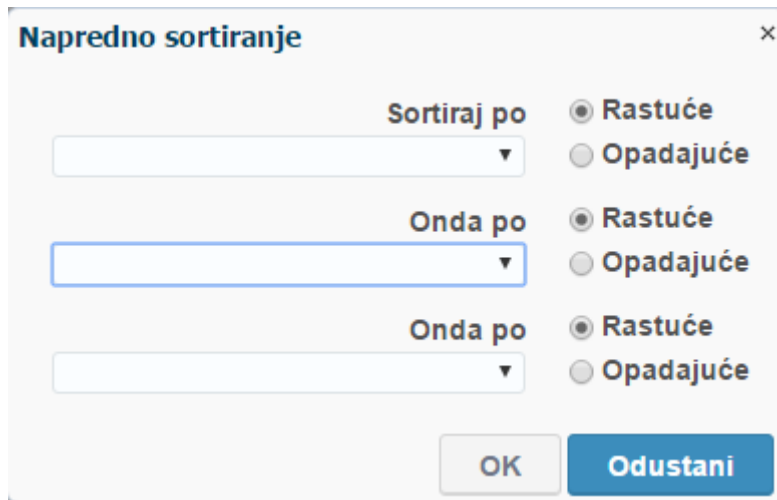 Napredno sortiranje ×
Sortiraj po
Rastuće
Opadajuće
Onda po
Rastuće
Opadajuće
Onda po
Rastuće
Opadajuće
OK Odustani